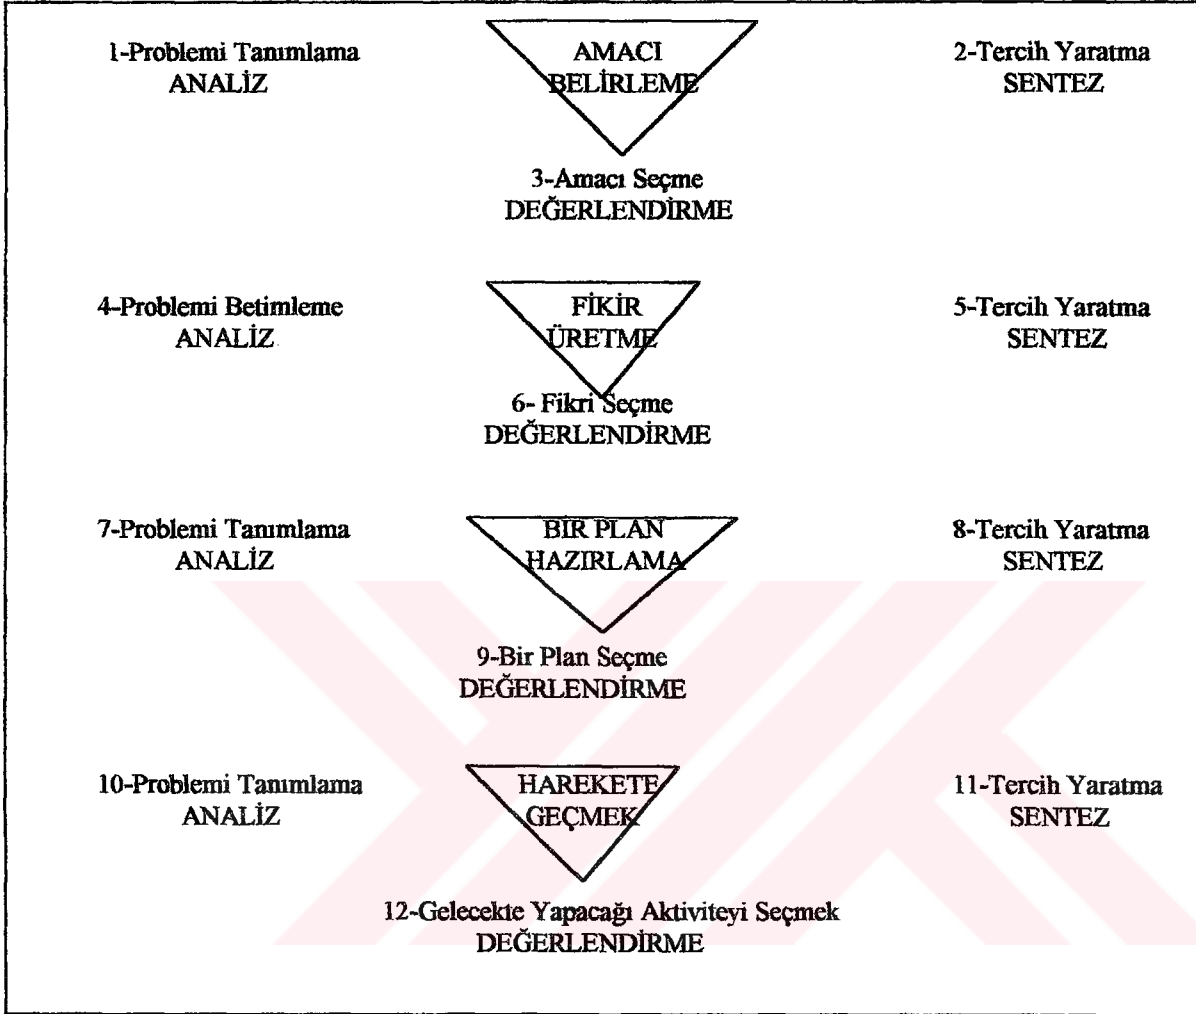 1-Problemi Tanımlama
ANALİZ
AMACI
BELİRLEME
2-Tercih Yaratma
SENTEZ
3-Amacı Seçme
DEĞERLENDİRME
4-Problemi Betimleme
ANALİZ
FİKİR
ÜRETME
5-Tercih Yaratma
SENTEZ
6- Fikri Seçme
DEĞERLENDİRME
7-Problemi Tanımlama
ANALİZ
BİR PLAN
HAZIRLAMA
8-Tercih Yaratma
SENTEZ
9-Bir Plan Seçme
DEĞERLENDİRME
10-Problemi Tanımlama
ANALİZ
HAREKETE
GEÇMEK
11-Tercih Yaratma
SENTEZ
12-Gelecekte Yapacağı Aktiviteyi Seçmek
DEĞERLENDİRME